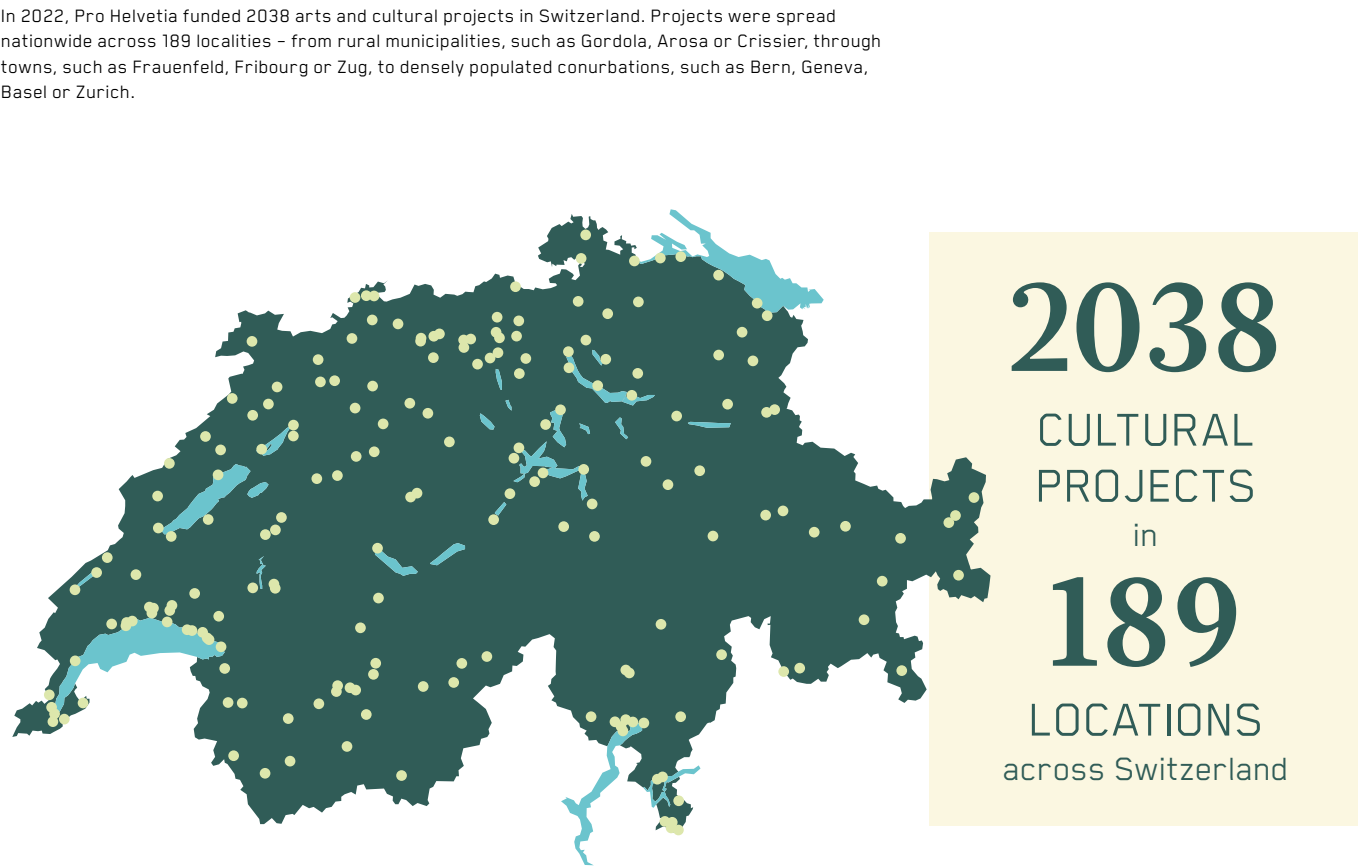 In 2022, Pro Helvetia funded 2038 arts and cultural projects in Switzerland. Projects were spread
nationwide across 189 localities – from rural municipalities, such as Gordola, Arosa or Crissier, through
towns, such as Frauenfeld, Fribourg or Zug, to densely populated conurbations, such as Bern, Geneva,
Basel or Zurich.
2038
CULTURAL
PROJECTS
in
189
LOCATIONS
across Switzerland